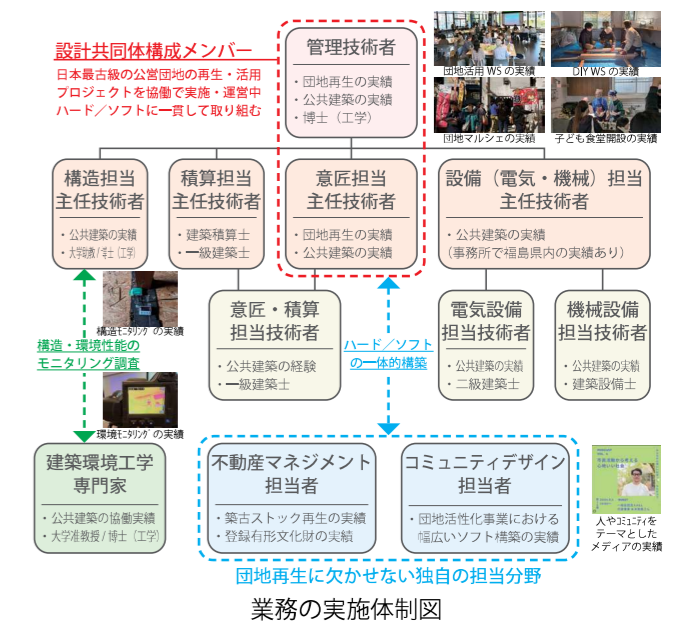 設計共同体構成メンバー
日本最古級の公営団地の再生・活用
プロジェクトを協働で実施・運営中
ハード／ソフトに一貫して取り組む
管理技術者
・団地再生の実績
・公共建築の実績
・博士（工学）
団地活用 WS の実績
DIY WS の実績
団地マルシェの実績
子ども食堂開設の実績
構造担当
主任技術者
・公共建築の実績
・大学助教 / 博士（工学）
積算担当
主任技術者
・建築積算士
・一級建築士
意匠担当
主任技術者
・団地再生の実績
・公共建築の実績
設備（電気・機械）担当
主任技術者
・公共建築の実績
（事務所で福島県内の実績あり）
構造ﾓﾆﾀﾘﾝｸﾞの実績
構造・環境性能の
モニタリング調査
環境ﾓﾆﾀﾘﾝｸﾞの実績
意匠・積算
担当技術者
・公共建築の経験
・一級建築士
ハード／ソフト
の一体的構築
電気設備
担当技術者
・公共建築の実績
・二級建築士
機械設備
担当技術者
・公共建築の実績
・建築設備士
建築環境工学
専門家
・公共建築の協働実績
・大学准教授 / 博士（工学）
不動産マネジメント
担当者
・築古ストック再生の実績
・登録有形文化財の実績
コミュニティデザイン
担当者
・団地活性化事業における
幅広いソフト構築の実績
人やｺﾐｭﾆﾃｨを
テーマとした
メディアの実績
団地再生に欠かせない独自の担当分野
業務の実施体制図